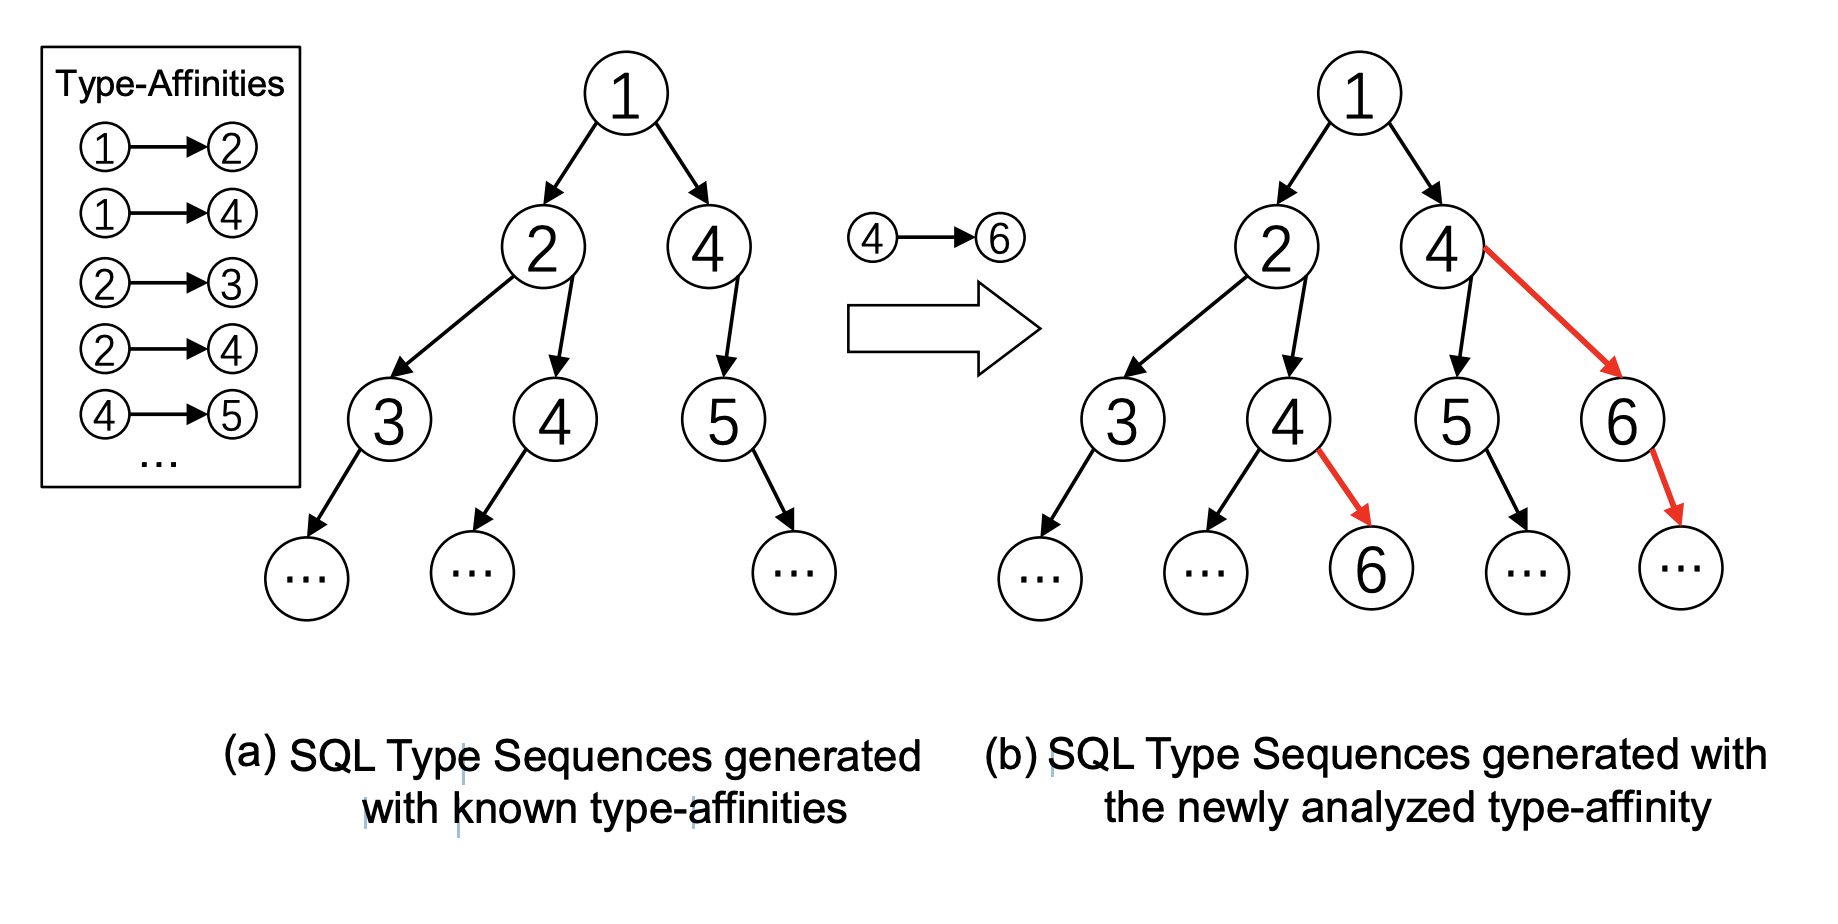 Type-Affinities
1 2
1 4
2 3
2 4
4 5
...
1
2 4
3 4 5
... ... ...
4 6
1
2 4
3 4 5 6
... ... 6 ... ...
(a) SQL Type Sequences generated
with known type-affinities
(b) SQL Type Sequences generated with
the newly analyzed type-affinity